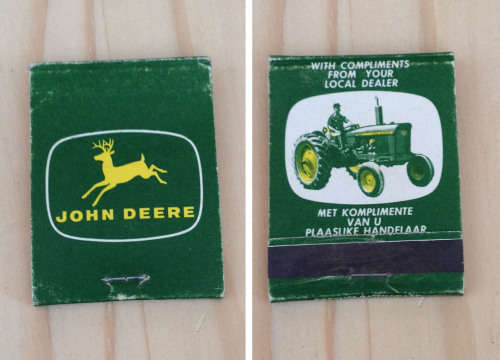 JOHN DEERE
WITH COMPLIMENTS
FROM YOUR
LOCAL DEALER
MET KOMPLIMENTE
VAN U
PLAASLIKE HANDELAAR